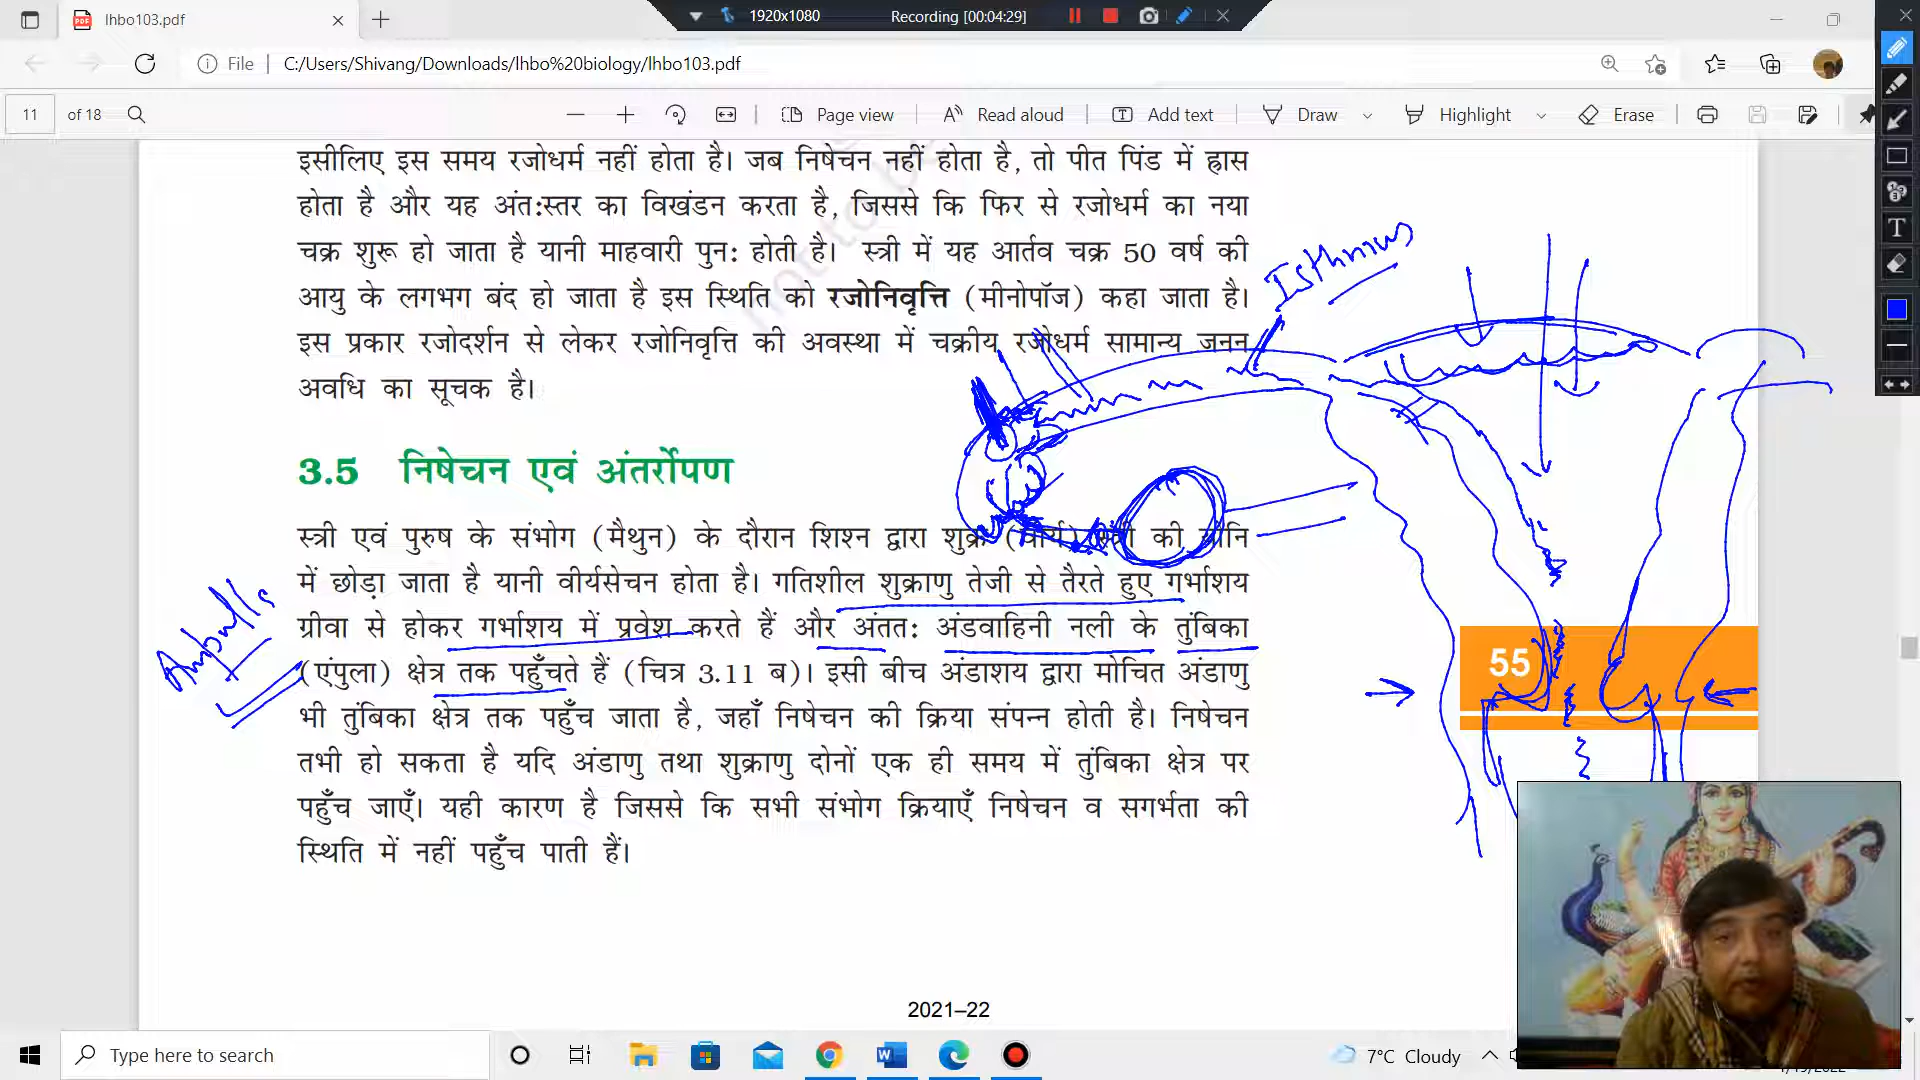 lhbo103.pdf
1920x1080
Recording [00:04:29]
File
C:/Users/Shivang/Downloads/lhbo%20biology/lhbo103.pdf
11
of 18
Page view
Read aloud
Add text
Draw
Highlight
Erase
इसीलिए इस समय रजोधर्म नहीं होता है। जब निषेचन नहीं होता है, तो पीत पिंड में ह्रास
होता है और यह अंत:स्तर का विखंडन करता है, जिससे कि फिर से रजोधर्म का नया
चक्र शुरू हो जाता है यानी माहवारी पुन: होती है। स्त्री में यह आर्तव चक्र 50 वर्ष की
आयु के लगभग बंद हो जाता है इस स्थिति को रजोनिवृत्ति (मीनोपॉज) कहा जाता है।
इस प्रकार रजोदर्शन से लेकर रजोनिवृत्ति की अवस्था में चक्रीय रजोधर्म सामान्य जनन
अवधि का सूचक है।
Isthmus
3.5 निषेचन एवं अंतर्रोपण
स्त्री एवं पुरुष के संभोग (मैथुन) के दौरान शिश्न द्वारा शुक्र (वीर्य) स्त्री की योनि
में छोड़ा जाता है यानी वीर्यसेचन होता है। गतिशील शुक्राणु तेजी से तैरते हुए गर्भाशय
ग्रीवा से होकर गर्भाशय में प्रवेश करते हैं और अंतत: अंडवाहिनी नली के तुंबिका
(एंपुला) क्षेत्र तक पहुँचते हैं (चित्र 3.11 ब)। इसी बीच अंडाशय द्वारा मोचित अंडाणु
भी तुंबिका क्षेत्र तक पहुँच जाता है, जहाँ निषेचन की क्रिया संपन्न होती है। निषेचन
तभी हो सकता है यदि अंडाणु तथा शुक्राणु दोनों एक ही समय में तुंबिका क्षेत्र पर
पहुँच जाएँ। यही कारण है जिससे कि सभी संभोग क्रियाएँ निषेचन व सगर्भता की
स्थिति में नहीं पहुँच पाती हैं।
55
2021–22
Type here to search
7°C Cloudy